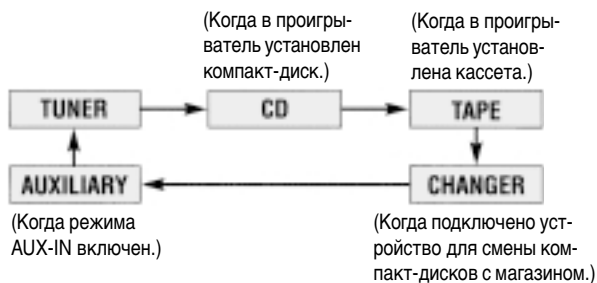 (Когда в проигры-
ватель установлен
компакт-диск.)
(Когда в проигры-
ватель установ-
лена кассета.)
TUNER
CD
TAPE
AUXILIARY
CHANGER
(Когда режима
AUX-IN включен.)
(Когда подключено уст-
ройство для смены ком-
пакт-дисков с магазином.)